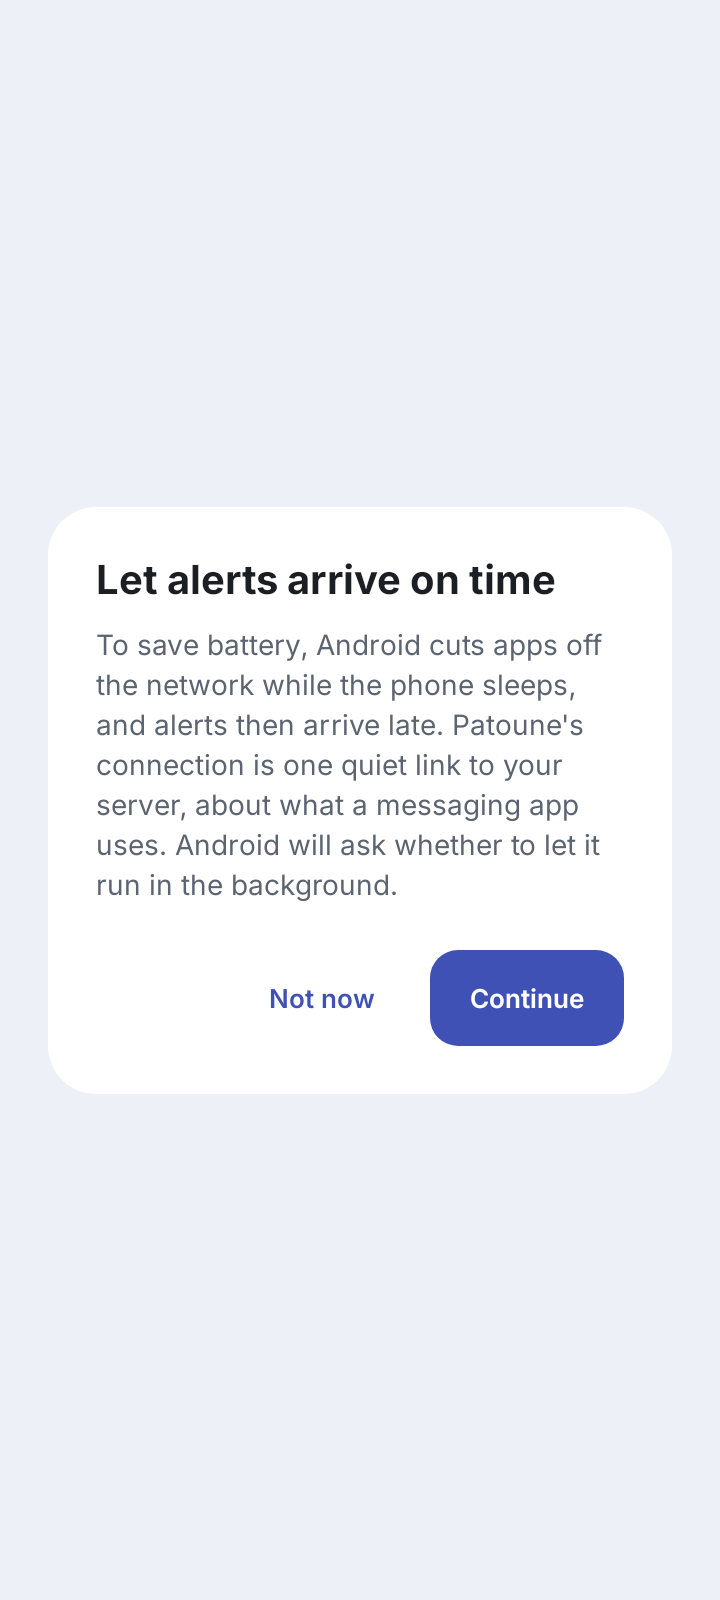 Let alerts arrive on time
To save battery, Android cuts apps off
the network while the phone sleeps,
and alerts then arrive late. Patoune's
connection is one quiet link to your
server, about what a messaging app
uses. Android will ask whether to let it
run in the background.
Not now
Continue